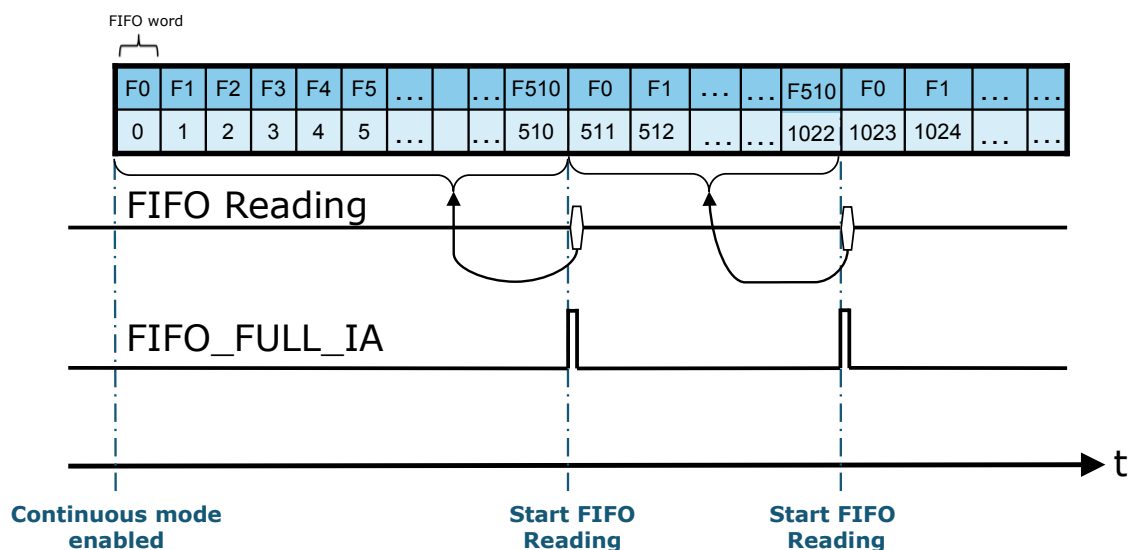 FIFO word
F0 F1 F2 F3 F4 F5 ... ... F510 F0 F1 ... ... F510 F0 F1 ... ...
0 1 2 3 4 5 ... ... 510 511 512 ... ... 1022 1023 1024 ... ...
FIFO Reading
FIFO_FULL_IA
t
Continuous mode Start FIFO Start FIFO
enabled Reading Reading